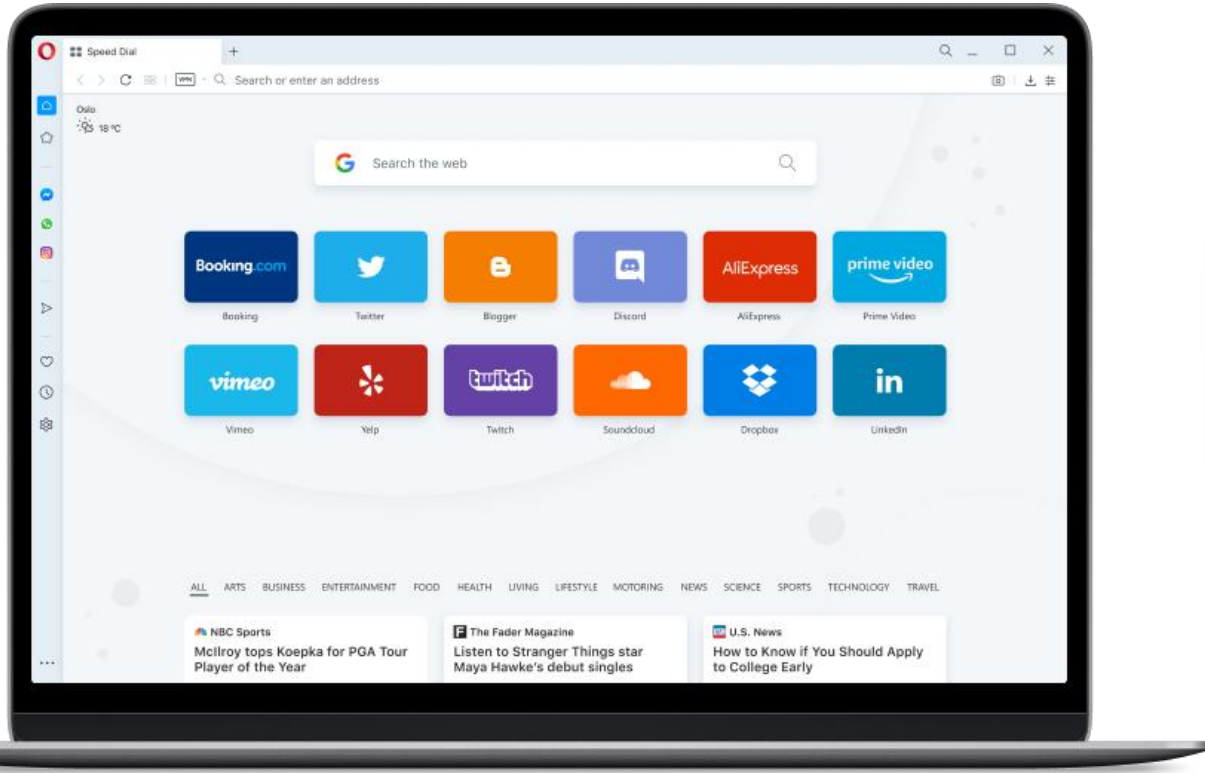 Speed Dial
VPN
Search or enter an address
Oslo
18 °C
Search the web
Booking.com
AliExpress
prime video
Booking
Twitter
Blogger
Discord
AliExpress
Prime Video
vimeo
twitch
in
Vimeo
Yelp
Twitch
Soundcloud
Dropbox
LinkedIn
ALL ARTS BUSINESS ENTERTAINMENT FOOD HEALTH LIVING LIFESTYLE MOTORING NEWS SCIENCE SPORTS TECHNOLOGY TRAVEL
NBC Sports
McIlroy tops Koepka for PGA Tour
Player of the Year
The Fader Magazine
Listen to Stranger Things star
Maya Hawke's debut singles
U.S. News
How to Know if You Should Apply
to College Early